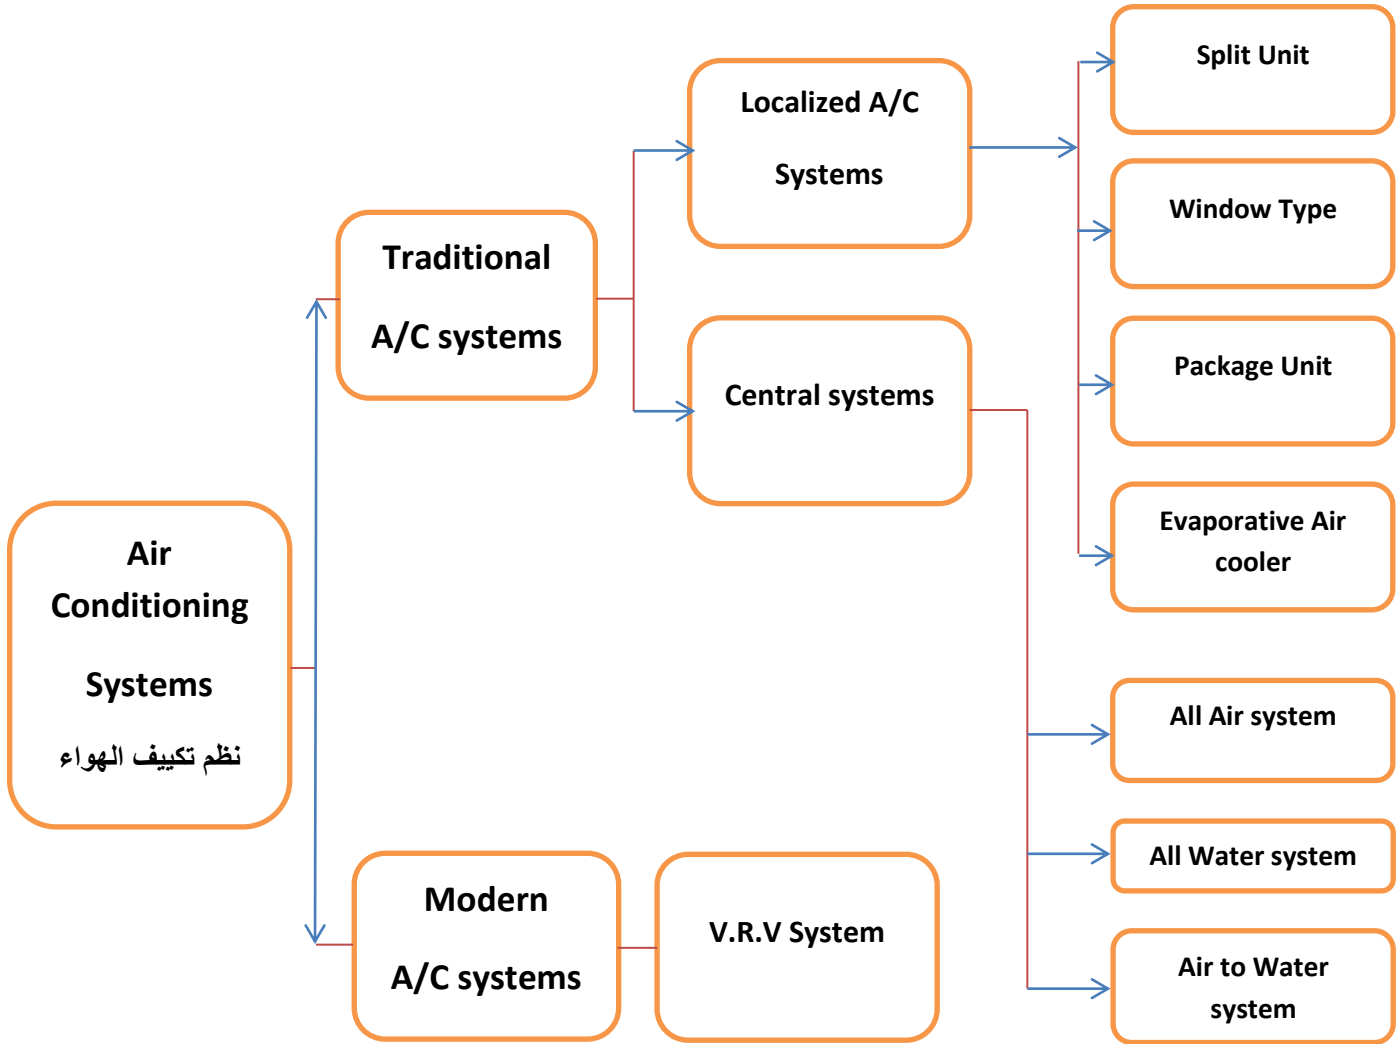 Air
Conditioning
Systems
نظم تكييف الهواء
Traditional
A/C systems
Modern
A/C systems
Localized A/C
Systems
Central systems
V.R.V System
Split Unit
Window Type
Package Unit
Evaporative Air
cooler
All Air system
All Water system
Air to Water
system